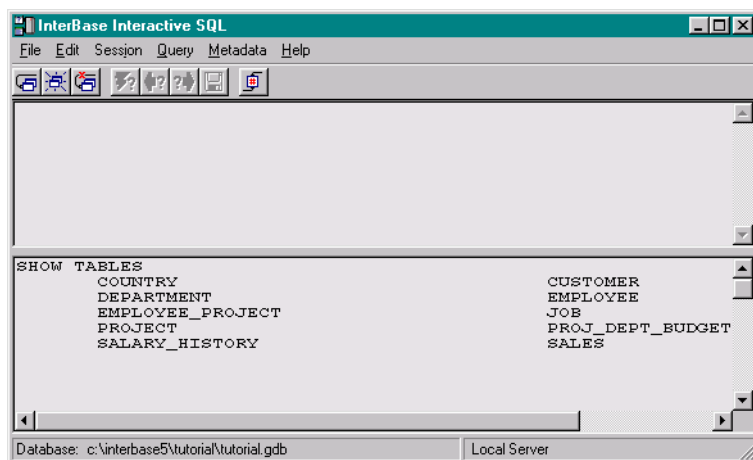 InterBase Interactive SQL
File Edit Session Query Metadata Help
SHOW TABLES
COUNTRY CUSTOMER
DEPARTMENT EMPLOYEE
EMPLOYEE_PROJECT JOB
PROJECT PROJ_DEPT_BUDGET
SALARY_HISTORY SALES
Database: c:\interbase5\tutorial\tutorial.gdb Local Server